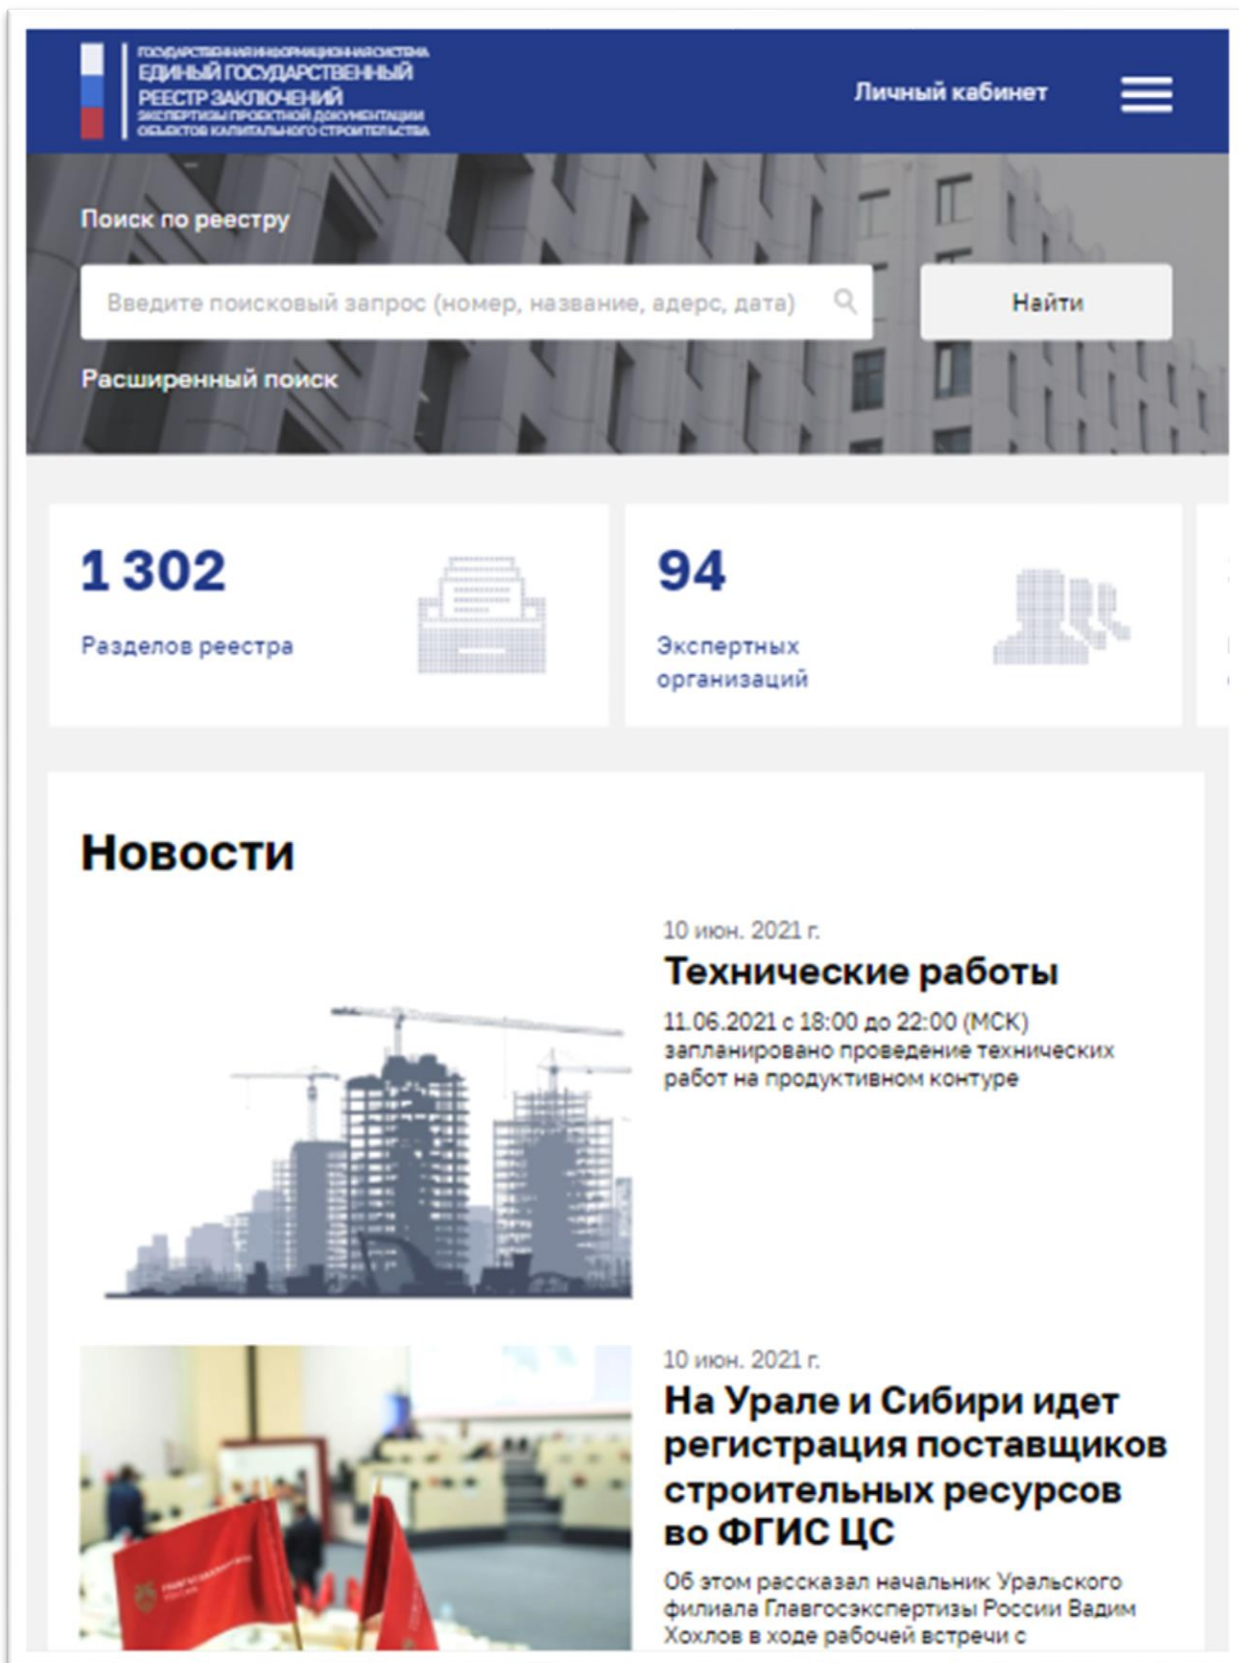 ГОСУДАРСТВЕННАЯ ИНФОРМАЦИОННАЯ СИСТЕМА
ЕДИНЫЙ ГОСУДАРСТВЕННЫЙ
РЕЕСТР ЗАКЛЮЧЕНИЙ
ЭКСПЕРТИЗЫ ПРОЕКТНОЙ ДОКУМЕНТАЦИИ
ОБЪЕКТОВ КАПИТАЛЬНОГО СТРОИТЕЛЬСТВА
Личный кабинет
Поиск по реестру
Введите поисковый запрос (номер, название, адерс, дата)
Найти
Расширенный поиск
1 302
Разделов реестра
94
Экспертных
организаций
Новости
10 июн. 2021 г.
Технические работы
11.06.2021 с 18:00 до 22:00 (МСК)
запланировано проведение технических
работ на продуктивном контуре
10 июн. 2021 г.
На Урале и Сибири идет
регистрация поставщиков
строительных ресурсов
во ФГИС ЦС
Об этом рассказал начальник Уральского
филиала Главгосэкспертизы России Вадим
Хохлов в ходе рабочей встречи с